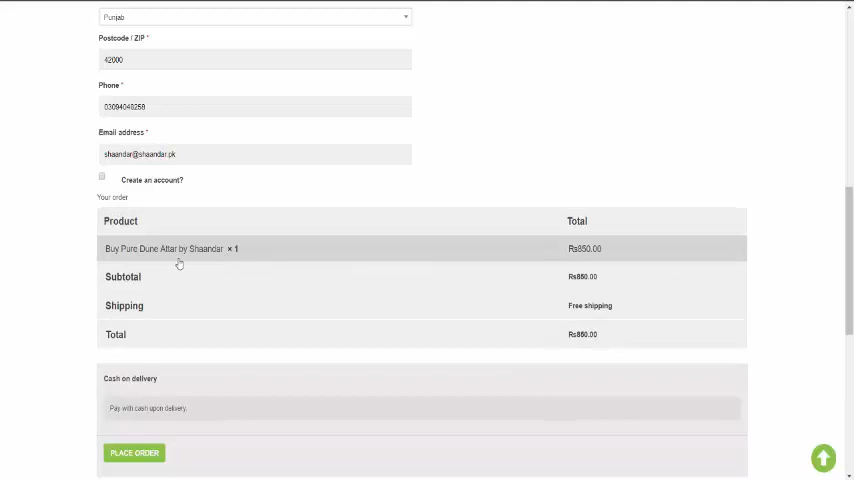 Punjab
Postcode / ZIP *
42000
Phone *
03094048258
Email address *
shaandar@shaandar.pk
Create an account?
Your order
Product Total
Buy Pure Dune Attar by Shaandar × 1 Rs850.00
Subtotal Rs850.00
Shipping Free shipping
Total Rs850.00
Cash on delivery
Pay with cash upon delivery.
PLACE ORDER